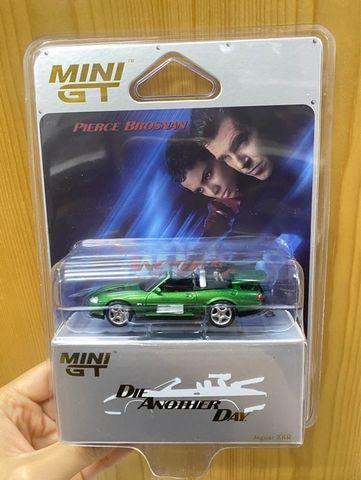 MINI
GT
PIERCE BROSNAN
MINI
GT
DIE
ANOTHER
DAY
Jaguar XKR